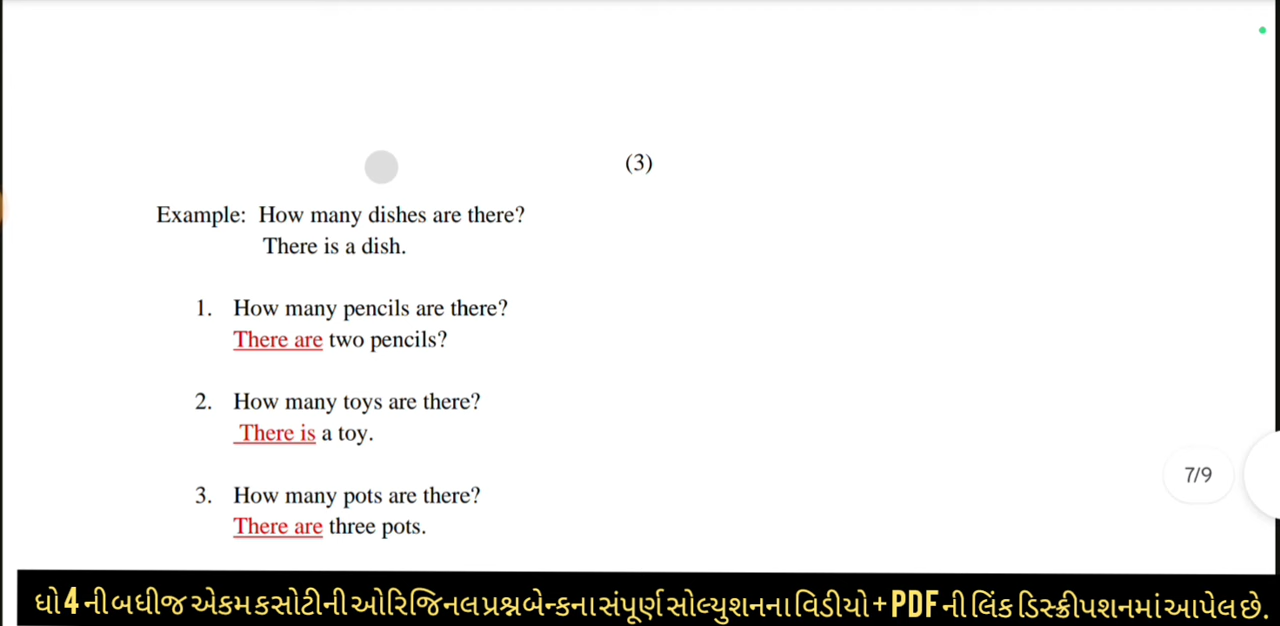 (3)
Example: How many dishes are there?
There is a dish.
1. How many pencils are there?
There are two pencils?
2. How many toys are there?
There is a toy.
3. How many pots are there?
There are three pots.
7/9
ધો 4 ની બધીજ એકમ કસોટીની ઓરિજિનલ પ્રશ્નબેન્કના સંપૂર્ણ સોલ્યુશનના વિડીયો + PDF ની લિંક ડિસ્ક્રીપશનમાં આપેલ છે.